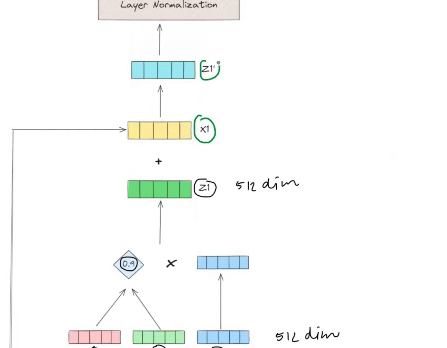 Layer Normalization
z1'
x1
+
z1 512 dim
0.9 x
512 dim